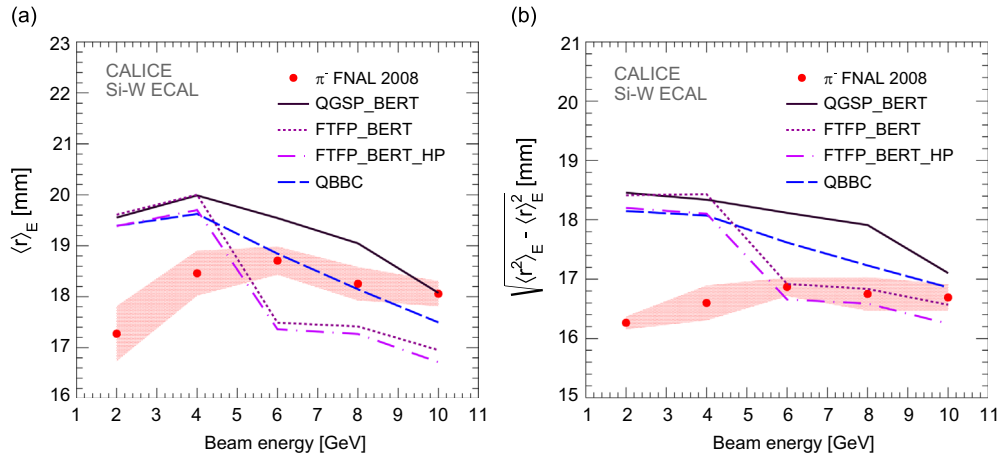 (a)
23
22
21
20
19
18
17
16
⟨r⟩_E [mm]
CALICE
Si-W ECAL
π⁻ FNAL 2008
QGSP_BERT
FTFP_BERT
FTFP_BERT_HP
QBBC
1 2 3 4 5 6 7 8 9 10 11
Beam energy [GeV]
(b)
21
20
19
18
17
16
15
√⟨r²⟩_E - ⟨r⟩²_E [mm]
CALICE
Si-W ECAL
π⁻ FNAL 2008
QGSP_BERT
FTFP_BERT
FTFP_BERT_HP
QBBC
1 2 3 4 5 6 7 8 9 10 11
Beam energy [GeV]